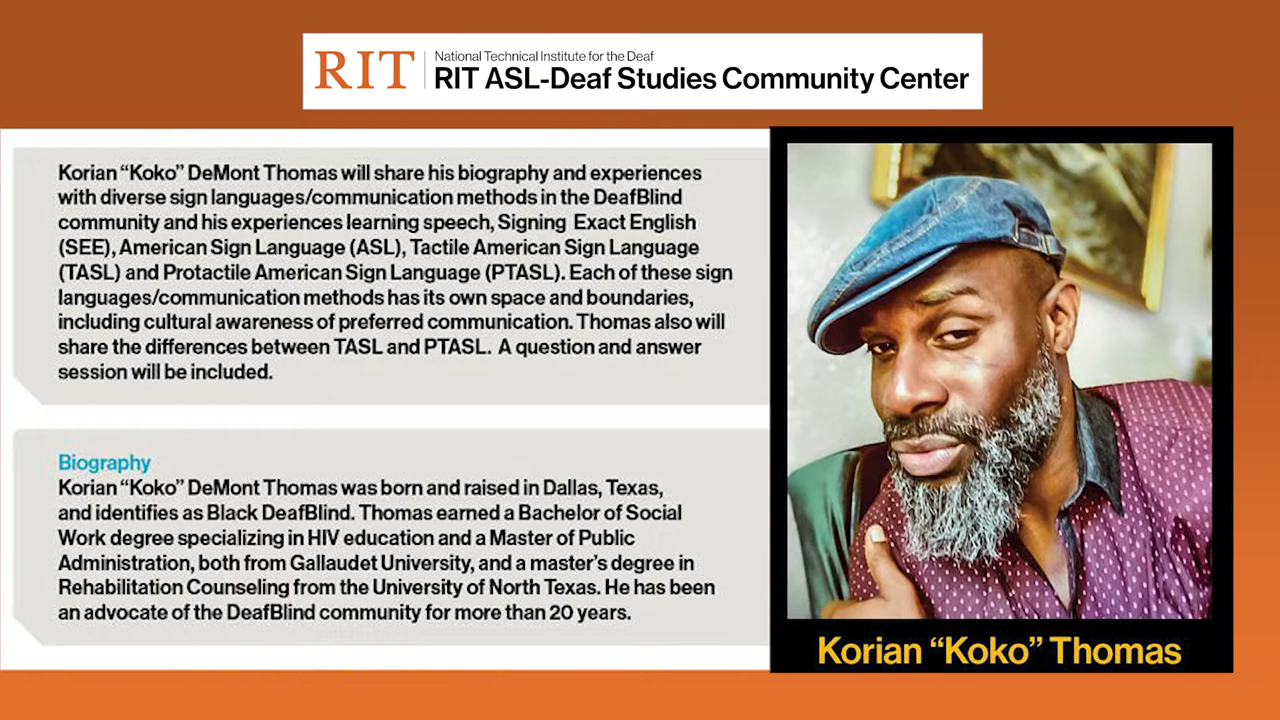 RIT
National Technical Institute for the Deaf
RIT ASL-Deaf Studies Community Center
Korian “Koko” DeMont Thomas will share his biography and experiences
with diverse sign languages/communication methods in the DeafBlind
community and his experiences learning speech, Signing Exact English
(SEE), American Sign Language (ASL), Tactile American Sign Language
(TASL) and Protactile American Sign Language (PTASL). Each of these sign
languages/communication methods has its own space and boundaries,
including cultural awareness of preferred communication. Thomas also will
share the differences between TASL and PTASL. A question and answer
session will be included.
Biography
Korian “Koko” DeMont Thomas was born and raised in Dallas, Texas,
and identifies as Black DeafBlind. Thomas earned a Bachelor of Social
Work degree specializing in HIV education and a Master of Public
Administration, both from Gallaudet University, and a master’s degree in
Rehabilitation Counseling from the University of North Texas. He has been
an advocate of the DeafBlind community for more than 20 years.
Korian “Koko” Thomas